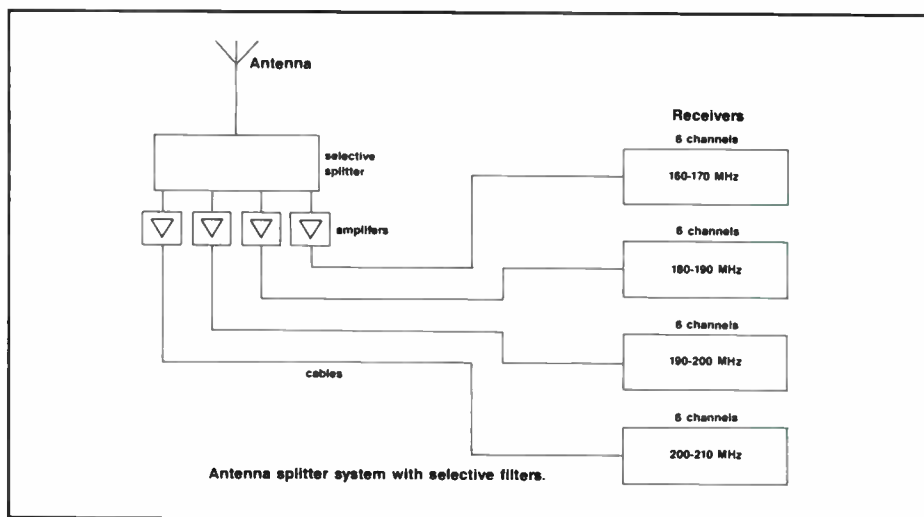 Antenna
Receivers
6 channels
160-170 MHz
selective
splitter
amplifers
6 channels
180-190 MHz
6 channels
190-200 MHz
cables
6 channels
200-210 MHz
Antenna splitter system with selective filters.